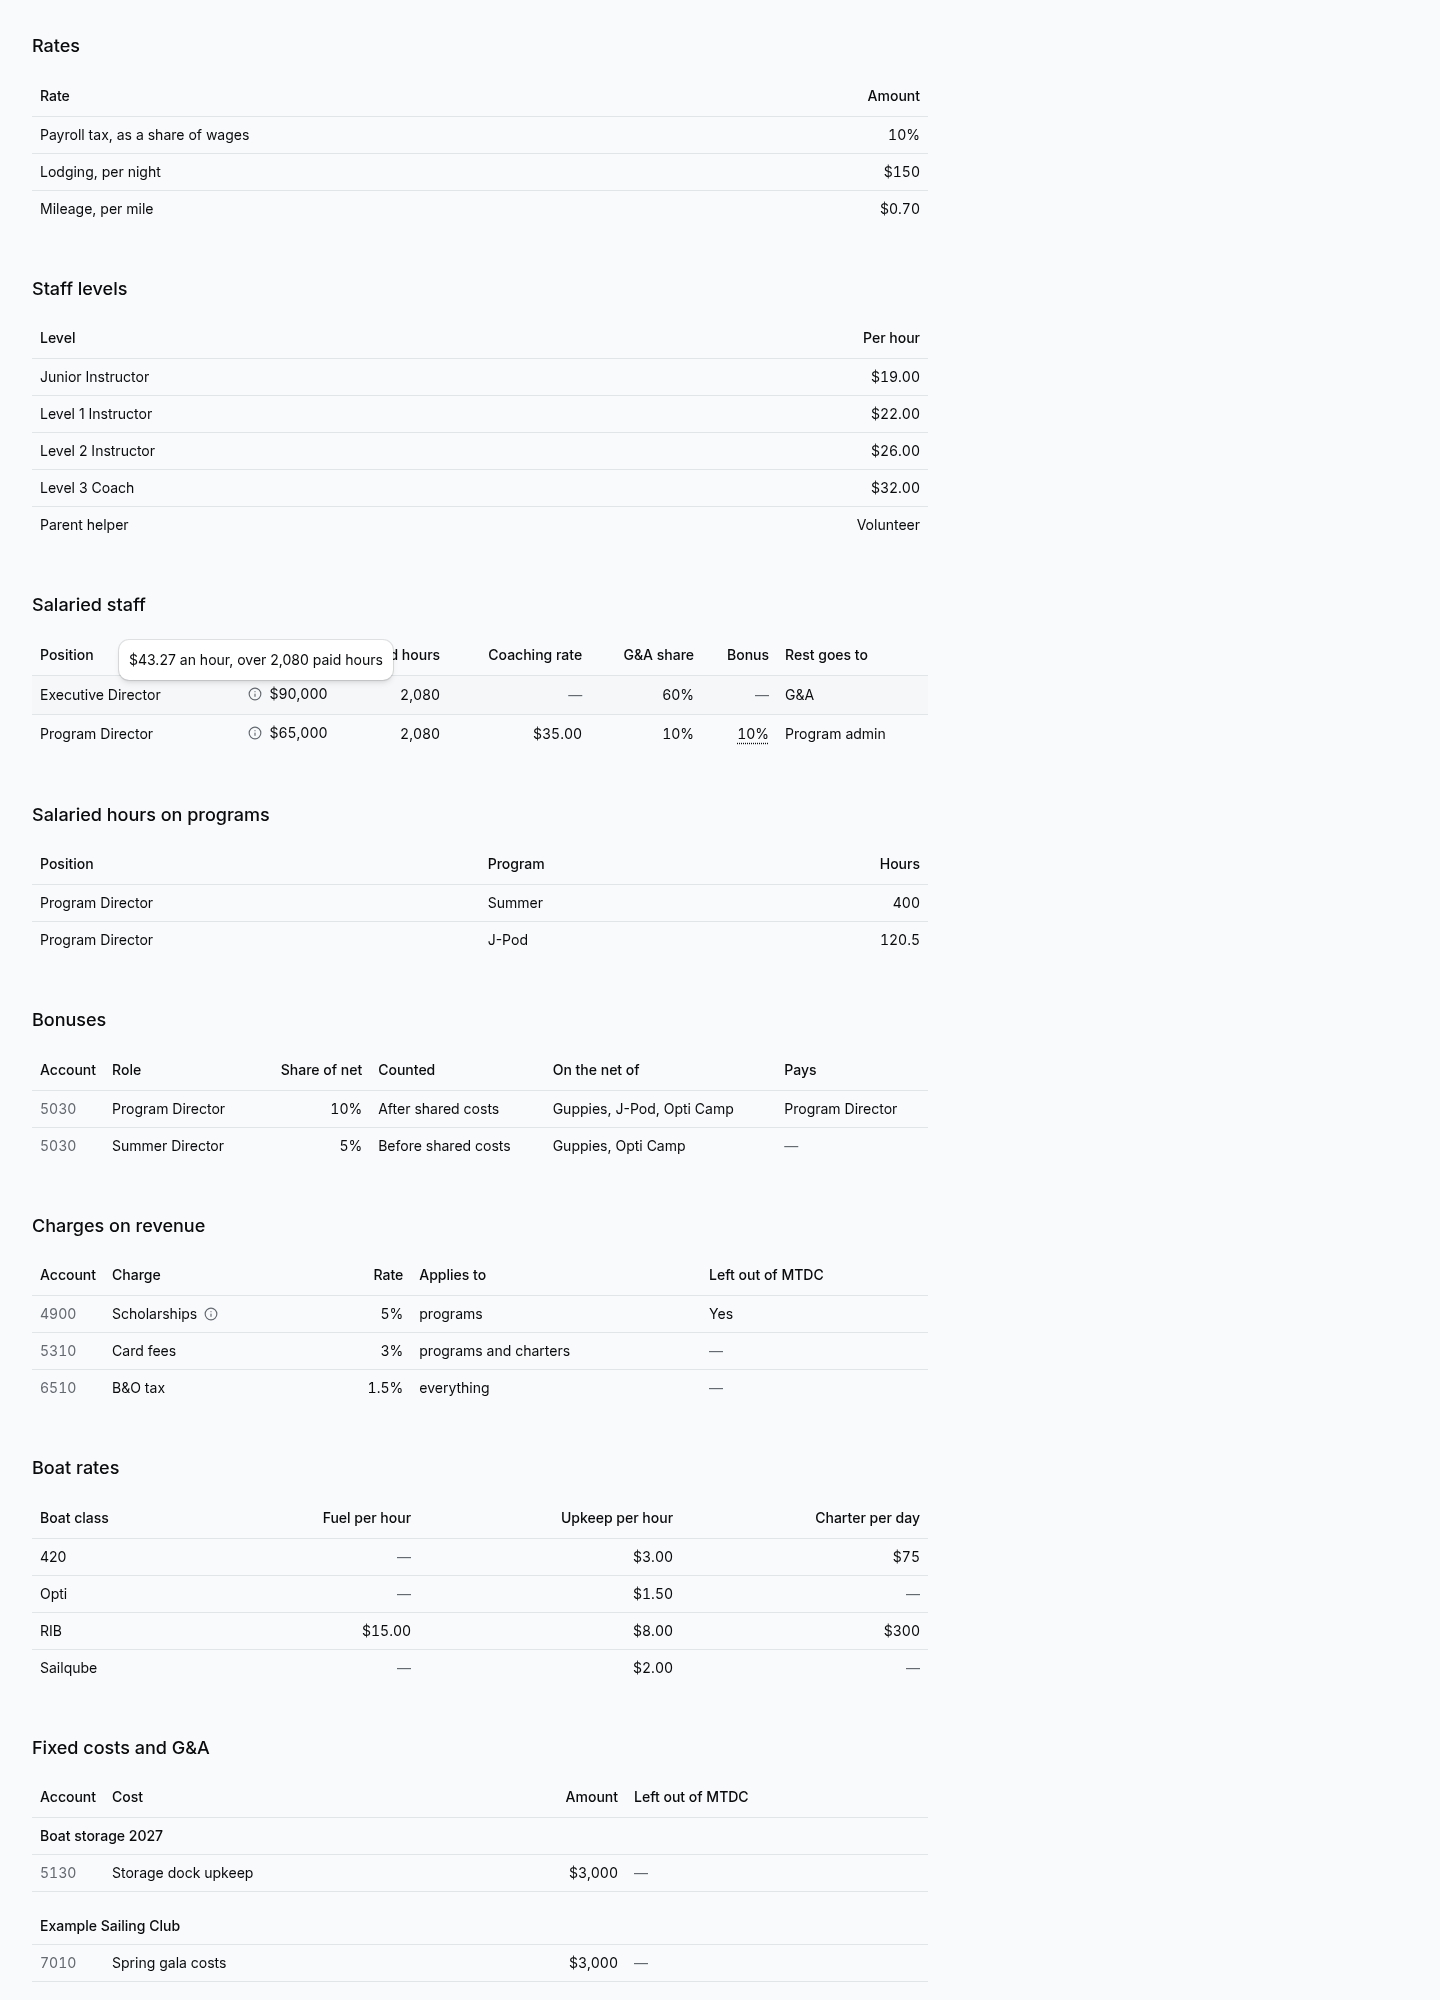 Rates
Rate Amount
Payroll tax, as a share of wages 10%
Lodging, per night $150
Mileage, per mile $0.70
Staff levels
Level Per hour
Junior Instructor $19.00
Level 1 Instructor $22.00
Level 2 Instructor $26.00
Level 3 Coach $32.00
Parent helper Volunteer
Salaried staff
Position $43.27 an hour, over 2,080 paid hours d hours Coaching rate G&A share Bonus Rest goes to
Executive Director $90,000 2,080 — 60% — G&A
Program Director $65,000 2,080 $35.00 10% 10% Program admin
Salaried hours on programs
Position Program Hours
Program Director Summer 400
Program Director J-Pod 120.5
Bonuses
Account Role Share of net Counted On the net of Pays
5030 Program Director 10% After shared costs Guppies, J-Pod, Opti Camp Program Director
5030 Summer Director 5% Before shared costs Guppies, Opti Camp —
Charges on revenue
Account Charge Rate Applies to Left out of MTDC
4900 Scholarships 5% programs Yes
5310 Card fees 3% programs and charters —
6510 B&O tax 1.5% everything —
Boat rates
Boat class Fuel per hour Upkeep per hour Charter per day
420 — $3.00 $75
Opti — $1.50 —
RIB $15.00 $8.00 $300
Sailqube — $2.00 —
Fixed costs and G&A
Account Cost Amount Left out of MTDC
Boat storage 2027
5130 Storage dock upkeep $3,000 —
Example Sailing Club
7010 Spring gala costs $3,000 —